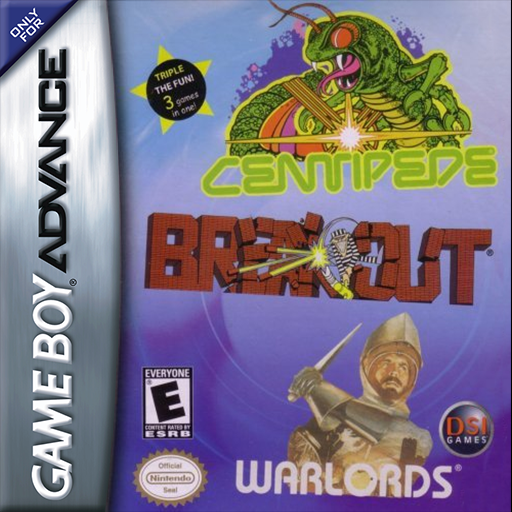 ONLY
FOR
GAME BOY ADVANCE
TRIPLE
THE FUN!
3 games
in one!
CENTIPEDE
BREAKOUT®
EVERYONE
E
CONTENT RATED BY
ESRB
DSI
GAMES
Official
Nintendo
Seal
WARLORDS®